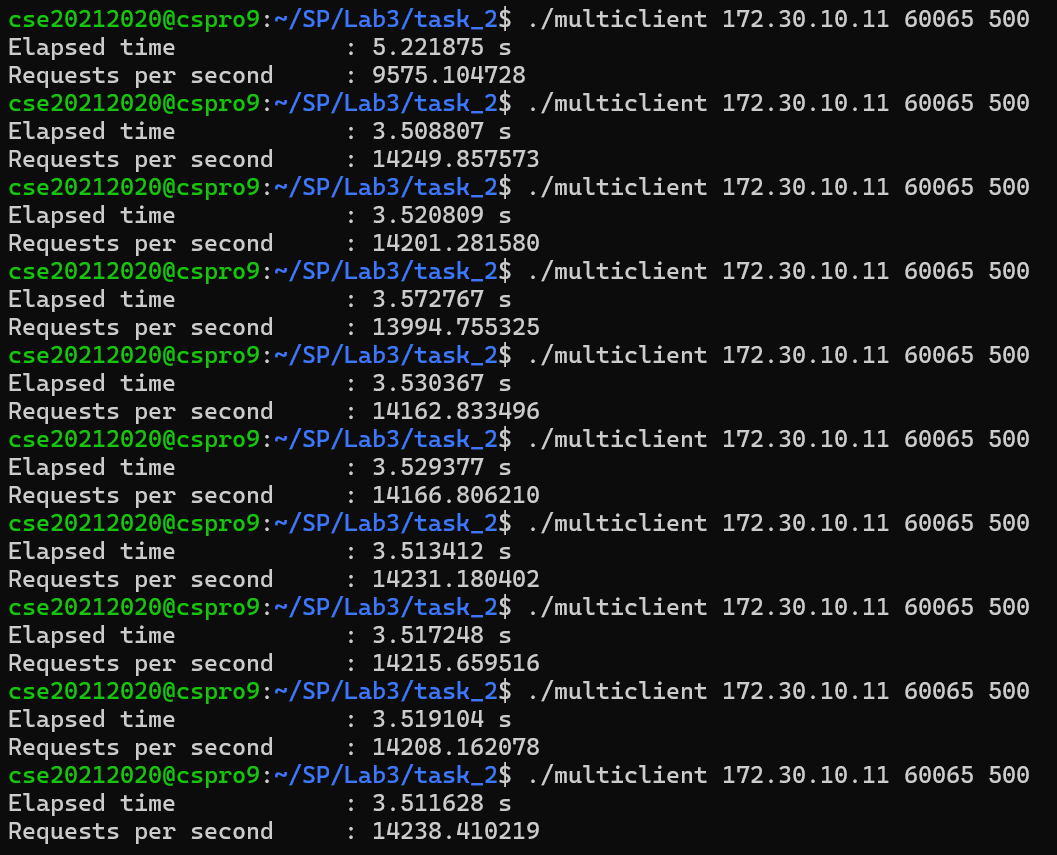 cse20212020@cspro9:~/SP/Lab3/task_2$ ./multiclient 172.30.10.11 60065 500
Elapsed time            : 5.221875 s
Requests per second     : 9575.104728
cse20212020@cspro9:~/SP/Lab3/task_2$ ./multiclient 172.30.10.11 60065 500
Elapsed time            : 3.508807 s
Requests per second     : 14249.857573
cse20212020@cspro9:~/SP/Lab3/task_2$ ./multiclient 172.30.10.11 60065 500
Elapsed time            : 3.520809 s
Requests per second     : 14201.281580
cse20212020@cspro9:~/SP/Lab3/task_2$ ./multiclient 172.30.10.11 60065 500
Elapsed time            : 3.572767 s
Requests per second     : 13994.755325
cse20212020@cspro9:~/SP/Lab3/task_2$ ./multiclient 172.30.10.11 60065 500
Elapsed time            : 3.530367 s
Requests per second     : 14162.833496
cse20212020@cspro9:~/SP/Lab3/task_2$ ./multiclient 172.30.10.11 60065 500
Elapsed time            : 3.529377 s
Requests per second     : 14166.806210
cse20212020@cspro9:~/SP/Lab3/task_2$ ./multiclient 172.30.10.11 60065 500
Elapsed time            : 3.513412 s
Requests per second     : 14231.180402
cse20212020@cspro9:~/SP/Lab3/task_2$ ./multiclient 172.30.10.11 60065 500
Elapsed time            : 3.517248 s
Requests per second     : 14215.659516
cse20212020@cspro9:~/SP/Lab3/task_2$ ./multiclient 172.30.10.11 60065 500
Elapsed time            : 3.519104 s
Requests per second     : 14208.162078
cse20212020@cspro9:~/SP/Lab3/task_2$ ./multiclient 172.30.10.11 60065 500
Elapsed time            : 3.511628 s
Requests per second     : 14238.410219